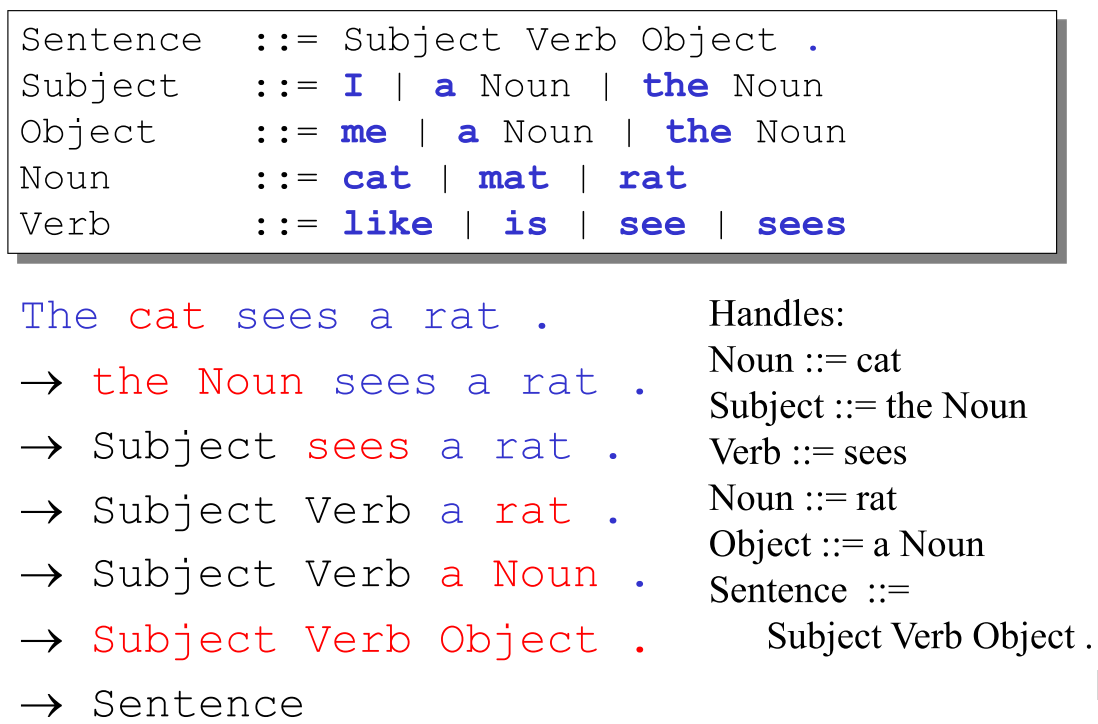 Sentence ::= Subject Verb Object .
Subject ::= I | a Noun | the Noun
Object ::= me | a Noun | the Noun
Noun ::= cat | mat | rat
Verb ::= like | is | see | sees
The cat sees a rat .
→ the Noun sees a rat .
→ Subject sees a rat .
→ Subject Verb a rat .
→ Subject Verb a Noun .
→ Subject Verb Object .
→ Sentence
Handles:
Noun ::= cat
Subject ::= the Noun
Verb ::= sees
Noun ::= rat
Object ::= a Noun
Sentence ::=
Subject Verb Object .